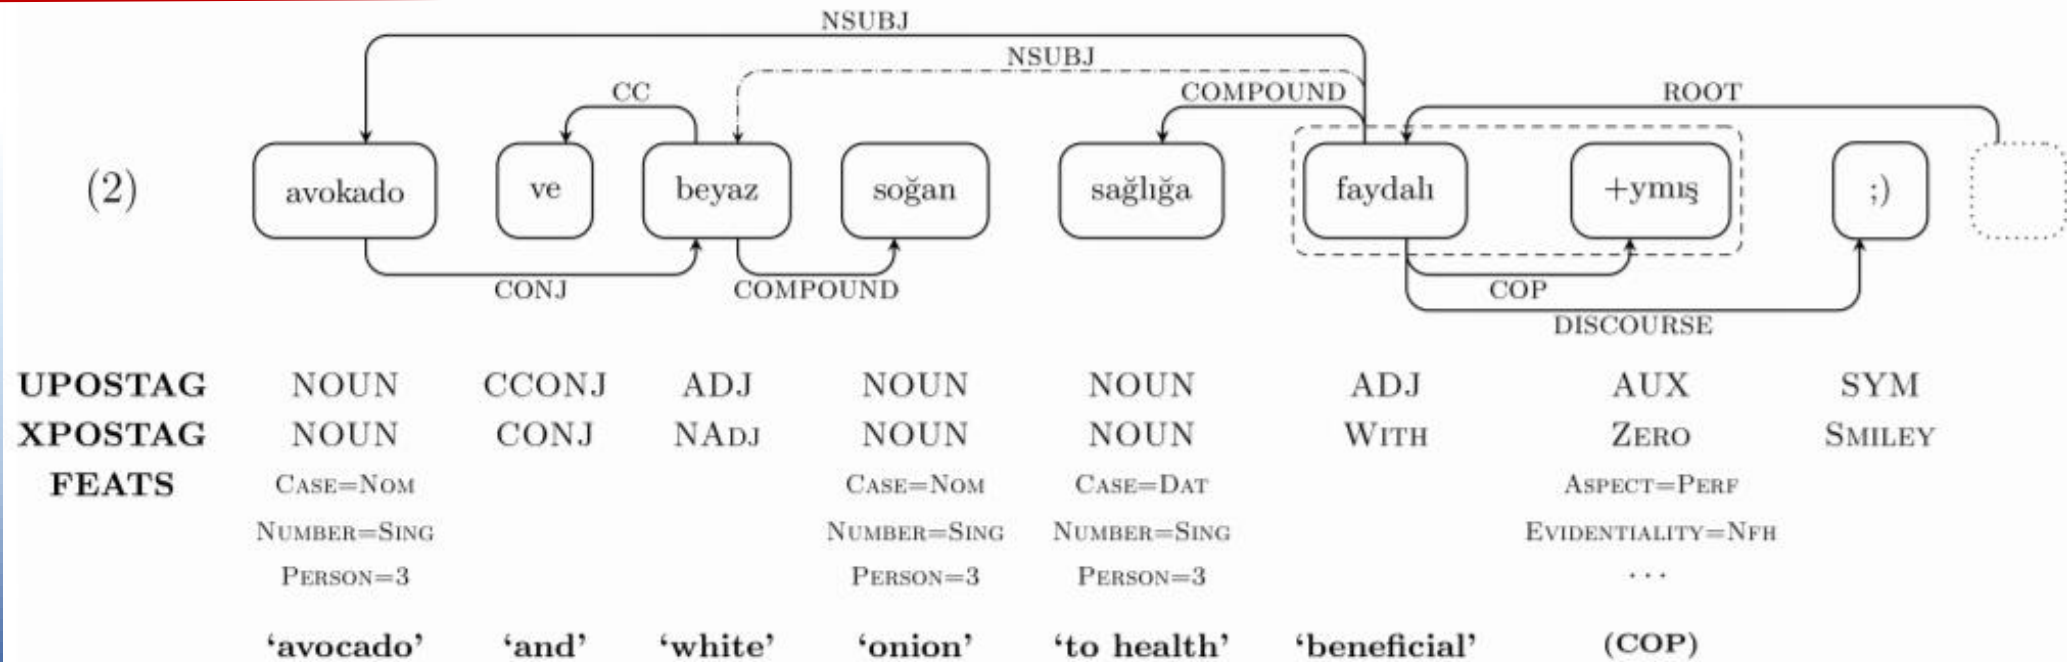 NSUBJ
NSUBJ
CC COMPOUND ROOT
(2) avokado ve beyaz soğan sağlığa faydalı +ymış ;)
CONJ COMPOUND COP
DISCOURSE
UPOSTAG NOUN CCONJ ADJ NOUN NOUN ADJ AUX SYM
XPOSTAG NOUN CONJ NADJ NOUN NOUN WITH ZERO SMILEY
FEATS CASE=NOM CASE=NOM CASE=DAT ASPECT=PERF
NUMBER=SING NUMBER=SING NUMBER=SING EVIDENTIALITY=NFH
PERSON=3 PERSON=3 PERSON=3 ...
‘avocado’ ‘and’ ‘white’ ‘onion’ ‘to health’ ‘beneficial’ (COP)